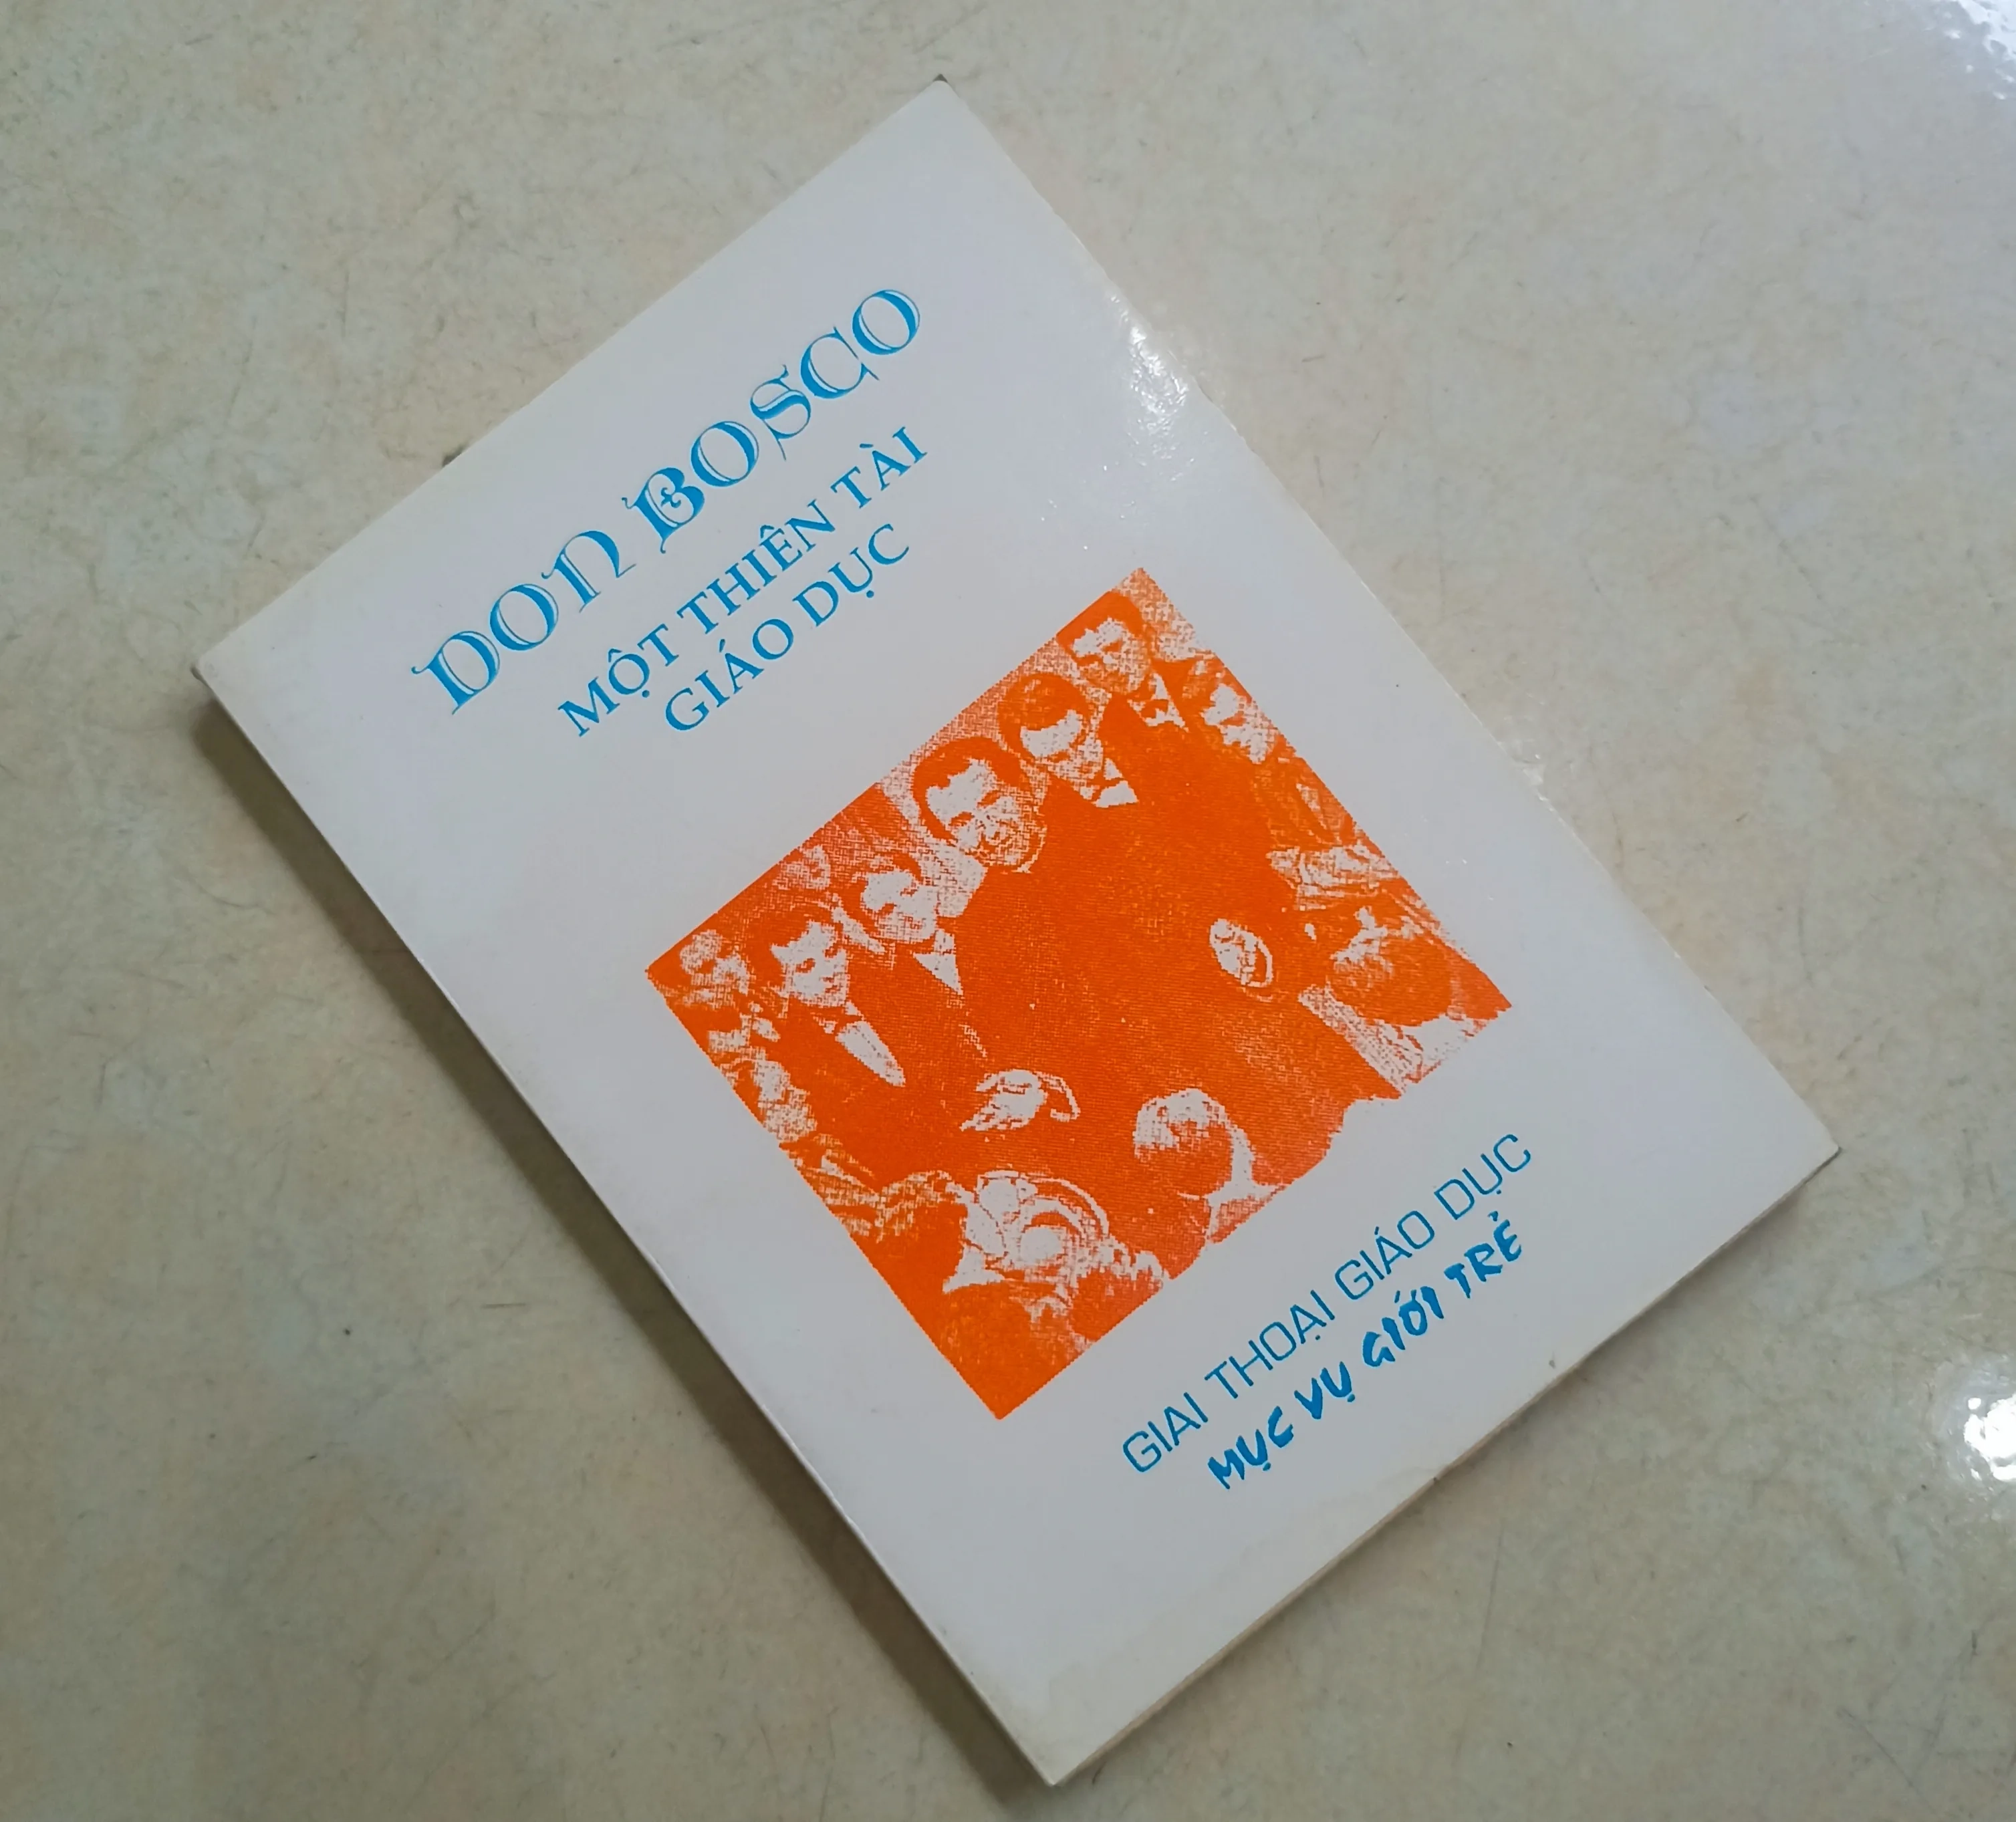 DON BOSCO
MỘT THIÊN TÀI
GIÁO DỤC
GIAI THOẠI GIÁO DỤC
MỤC VỤ GIỚI TRẺ